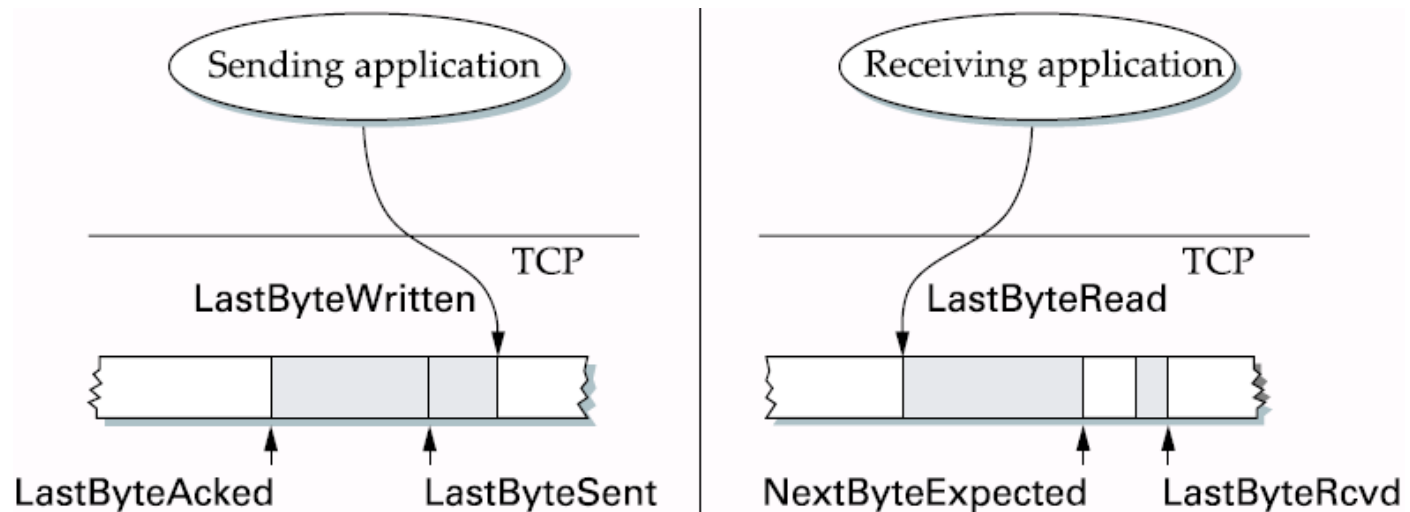 Sending application
Receiving application
TCP
TCP
LastByteWritten
LastByteRead
LastByteAcked
LastByteSent
NextByteExpected
LastByteRcvd